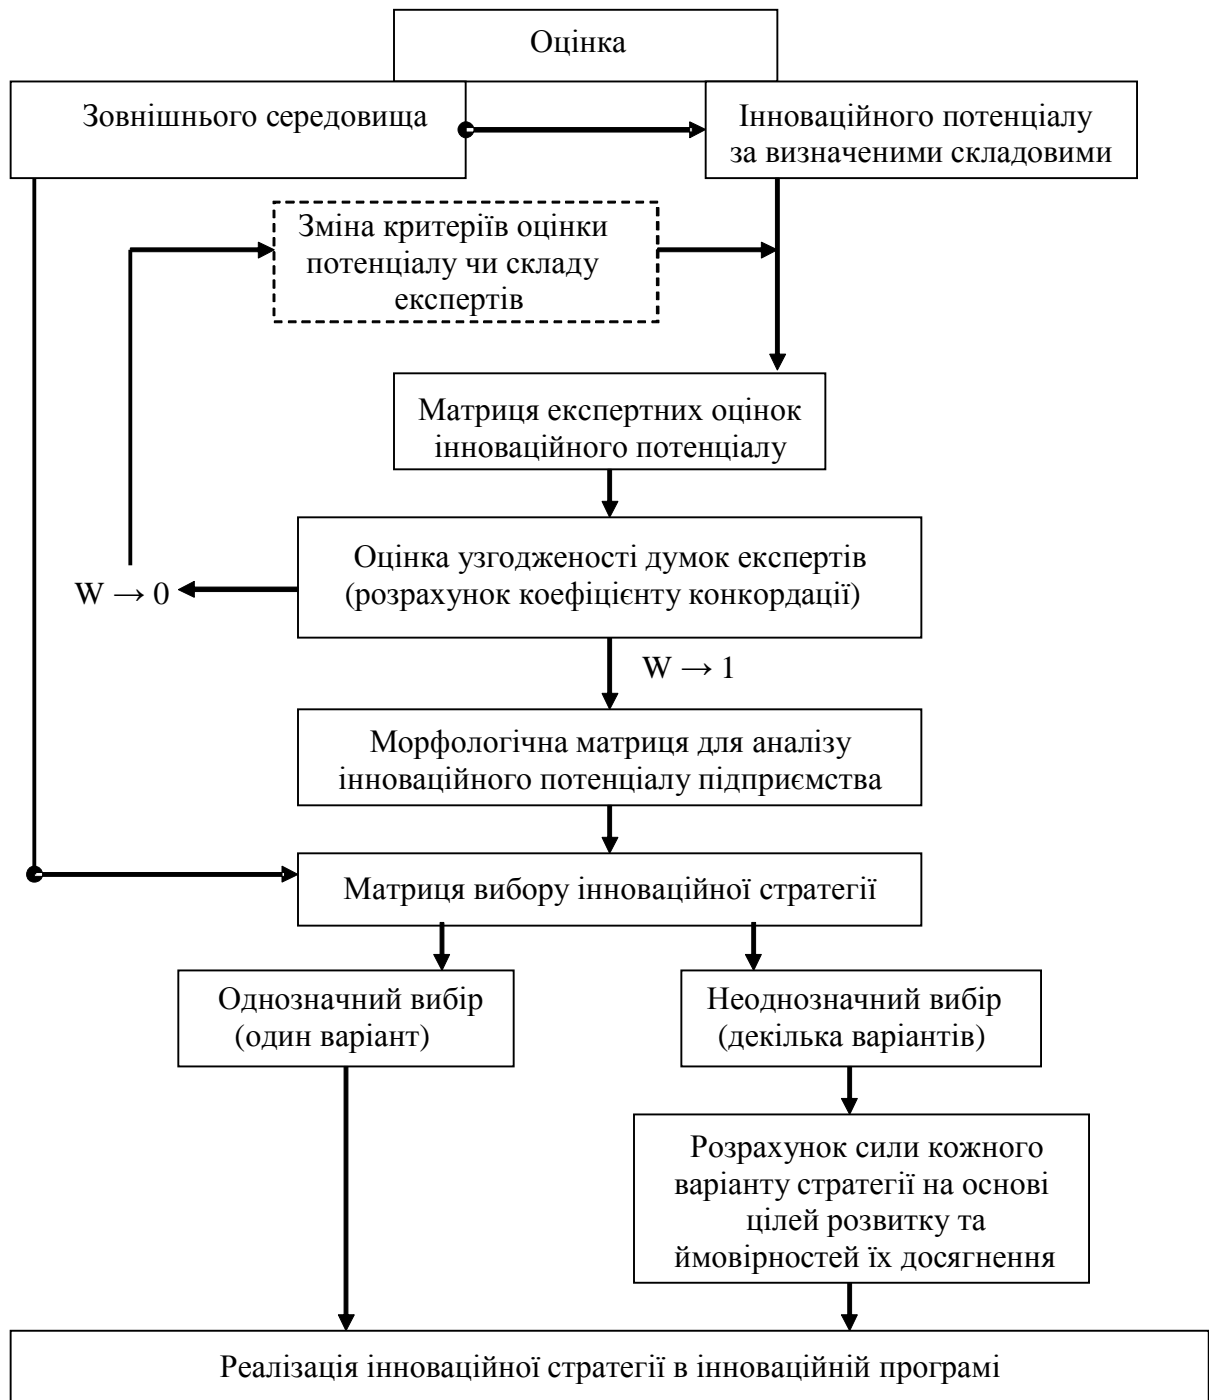 Оцінка
Зовнішнього середовища
Інноваційного потенціалу
за визначеними складовими
Зміна критеріїв оцінки
потенціалу чи складу
експертів
Матриця експертних оцінок
інноваційного потенціалу
Оцінка узгодженості думок експертів
(розрахунок коефіцієнту конкордації)
W → 0
W → 1
Морфологічна матриця для аналізу
інноваційного потенціалу підприємства
Матриця вибору інноваційної стратегії
Однозначний вибір
(один варіант)
Неоднозначний вибір
(декілька варіантів)
Розрахунок сили кожного
варіанту стратегії на основі
цілей розвитку та
ймовірностей їх досягнення
Реалізація інноваційної стратегії в інноваційній програмі